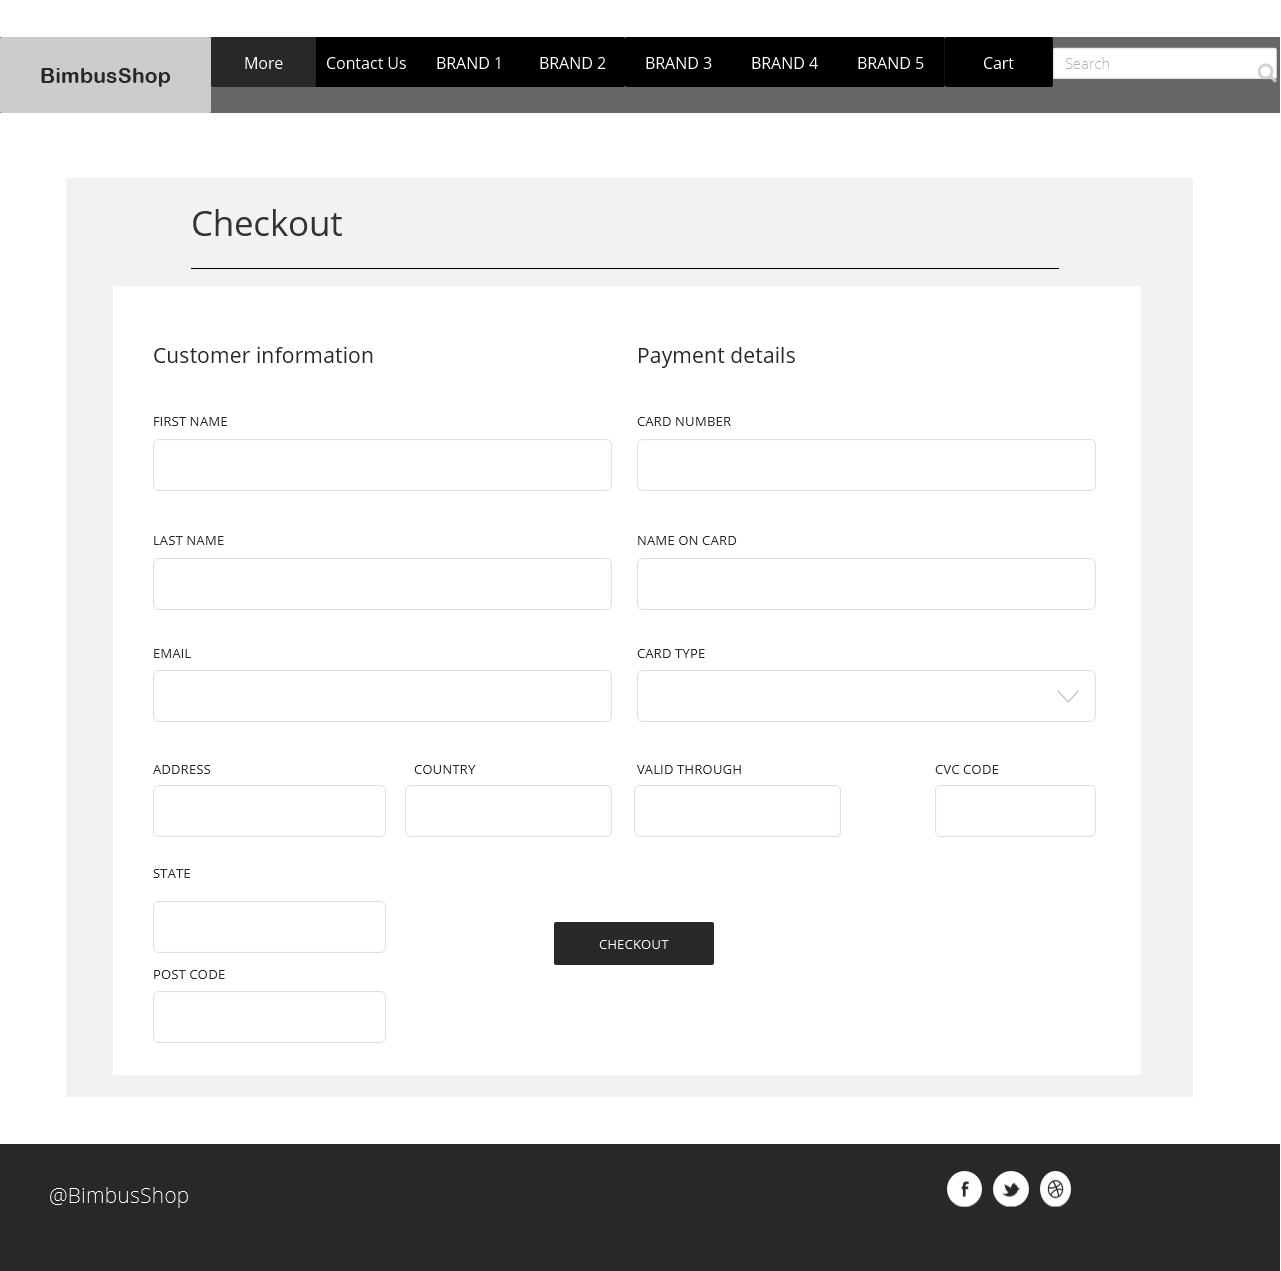 BimbusShop
More Contact Us BRAND 1 BRAND 2 BRAND 3 BRAND 4 BRAND 5 Cart Search
Checkout
Customer information Payment details
FIRST NAME CARD NUMBER
LAST NAME NAME ON CARD
EMAIL CARD TYPE
ADDRESS COUNTRY VALID THROUGH CVC CODE
STATE
CHECKOUT
POST CODE
@BimbusShop